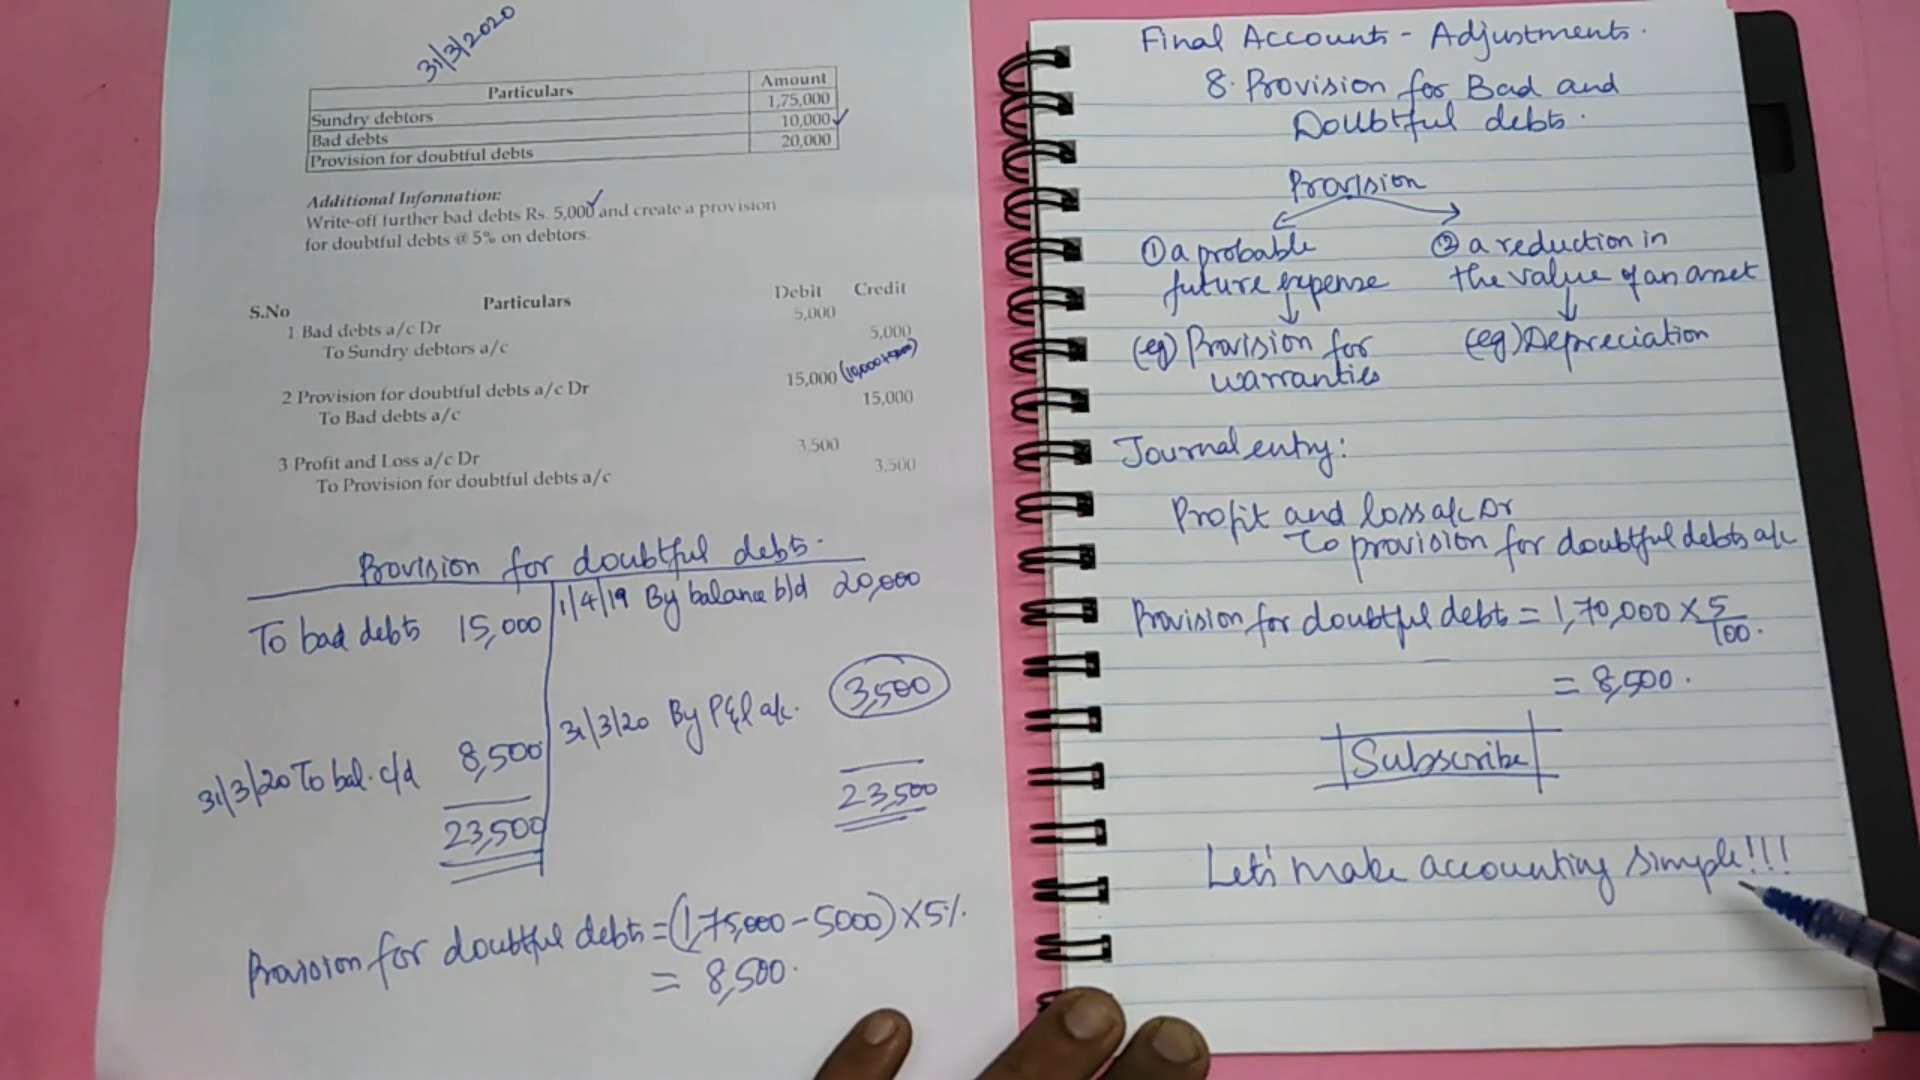 31/3/2020
Particulars Amount
Sundry debtors 1,75,000
Bad debts 10,000
Provision for doubtful debts 20,000
Additional Information:
Write-off further bad debts Rs. 5,000 and create a provision
for doubtful debts @ 5% on debtors.
S.No Particulars Debit Credit
1 Bad debts a/c Dr 5,000
To Sundry debtors a/c 5,000
2 Provision for doubtful debts a/c Dr 15,000 (10,000+5000)
To Bad debts a/c 15,000
3 Profit and Loss a/c Dr 3,500
To Provision for doubtful debts a/c 3,500
Provision for doubtful debts.
To bad debts 15,000 1/4/19 By balance b/d 20,000
31/3/20 To bal. c/d 8,500 31/3/20 By P&L a/c. 3,500
23,500 23,500
Provision for doubtful debts = (1,75,000 - 5000) × 5%.
= 8,500.
Final Accounts - Adjustments.
8. Provision for Bad and
Doubtful debts.
Provision
① a probable ② a reduction in
future expense the value of an asset
(eg) Provision for (eg) Depreciation
warranties
Journal entry:
Profit and loss a/c Dr
To provision for doubtful debts a/c
Provision for doubtful debt = 1,70,000 × 5/100.
= 8,500.
Subscribe
Let's make accounting simple!!!